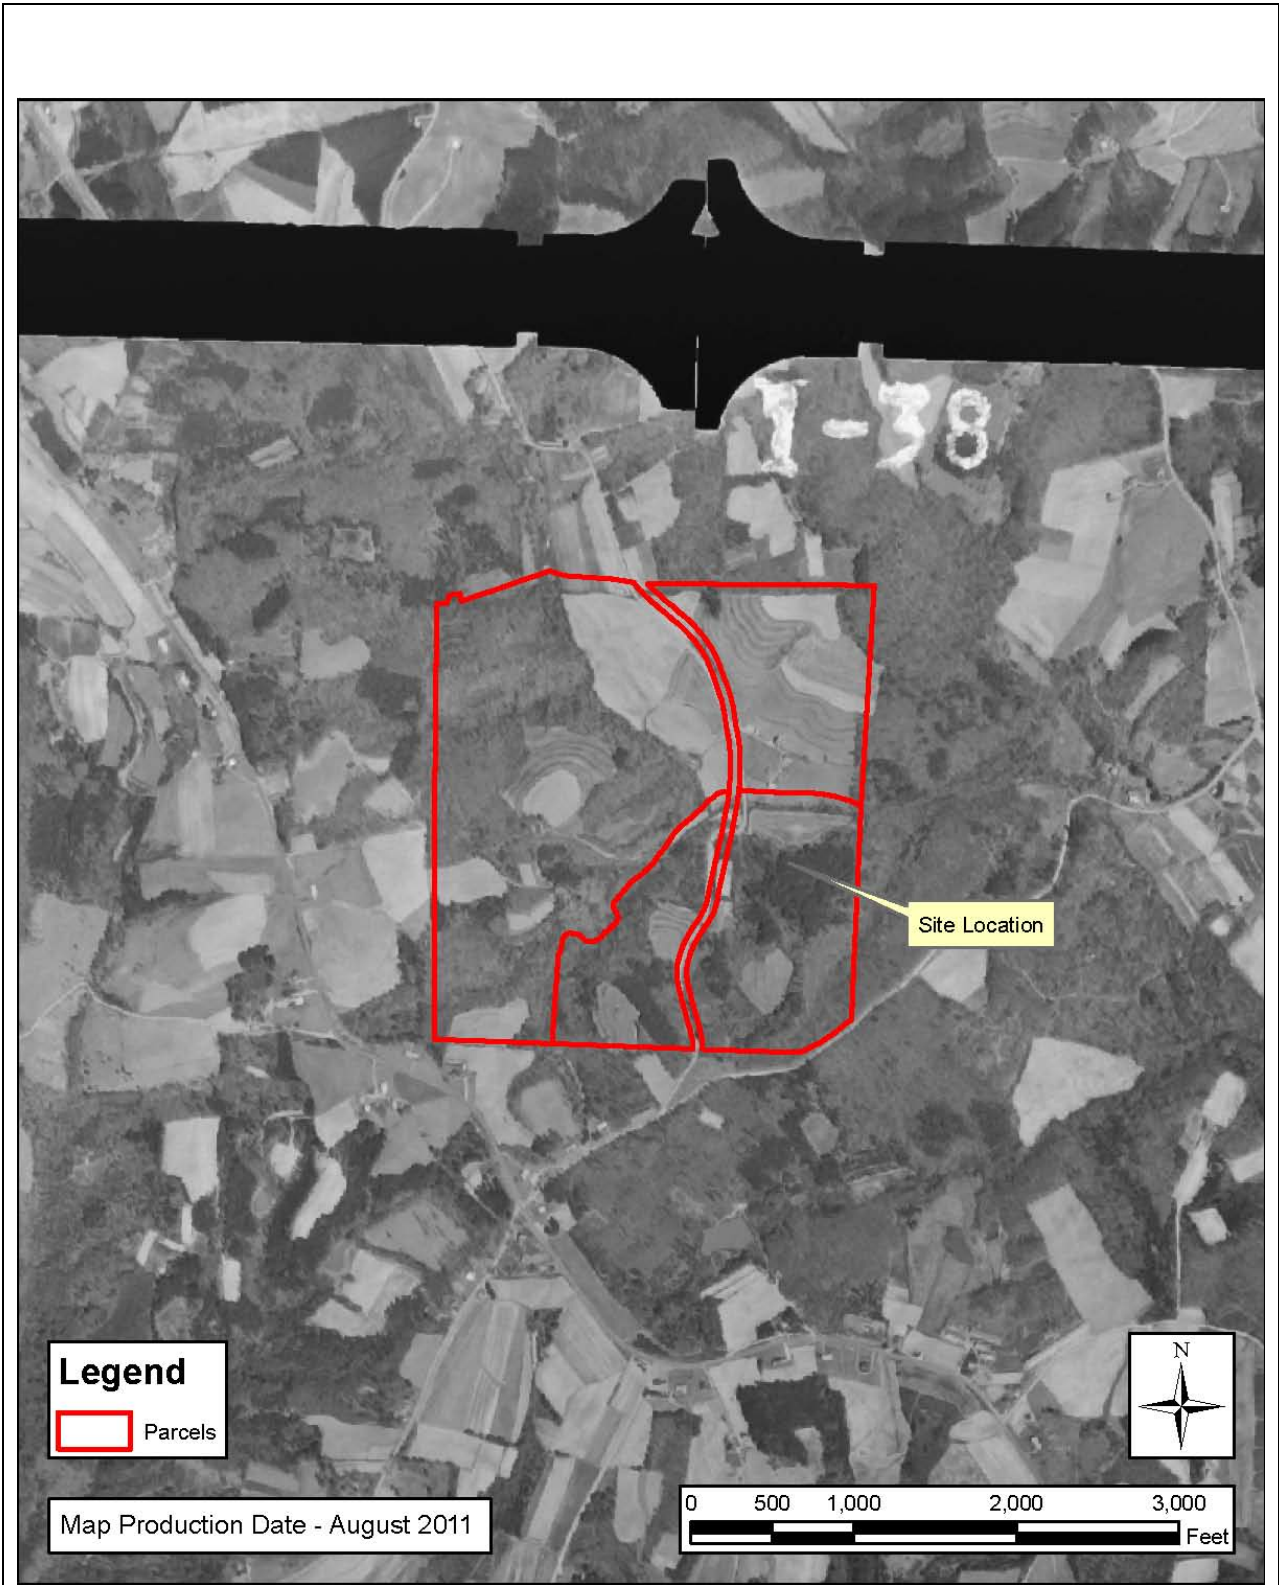 I-38
Site Location
Legend
Parcels
Map Production Date - August 2011
N
0 500 1,000 2,000 3,000
Feet